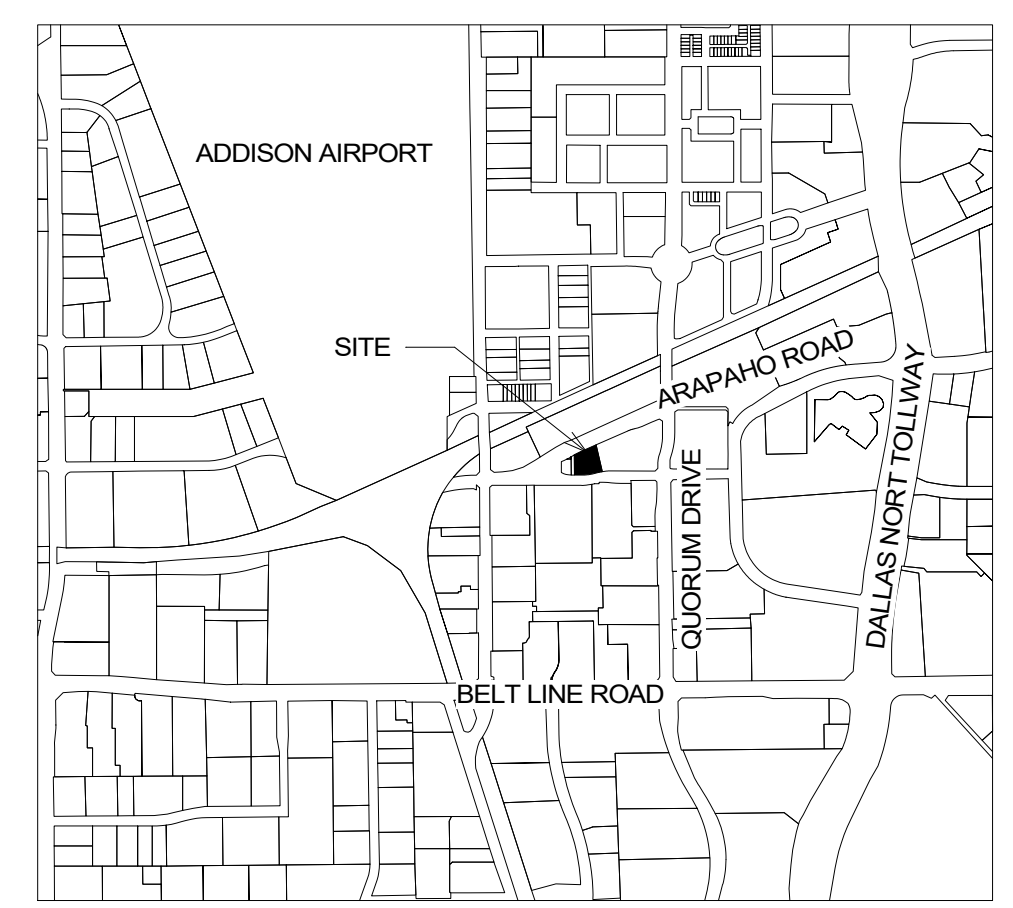 ADDISON AIRPORT
SITE
ARAPAHO ROAD
QUORUM DRIVE
DALLAS NORT TOLLWAY
BELT LINE ROAD